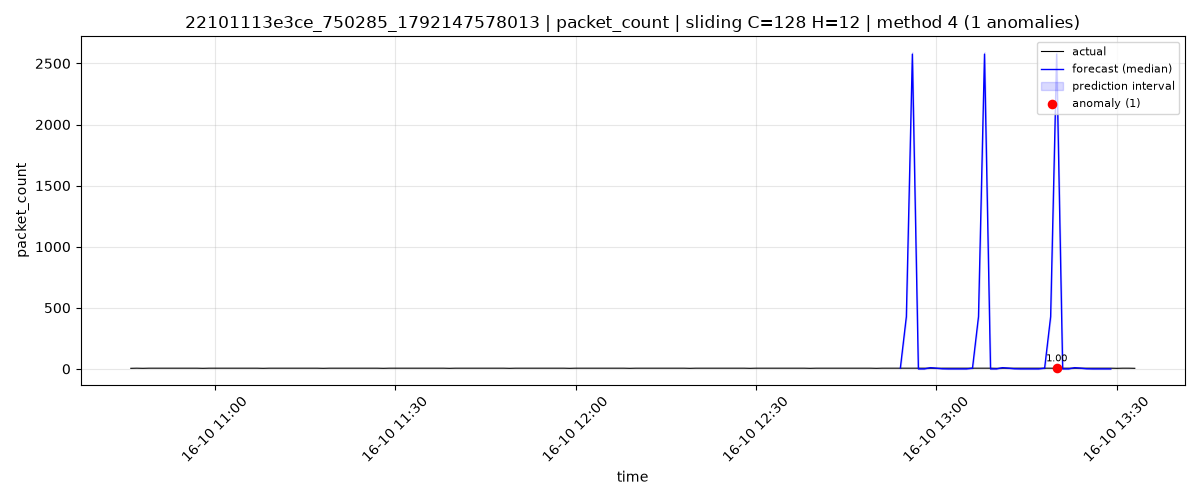 22101113e3ce_750285_1792147578013 | packet_count | sliding C=128 H=12 | method 4 (1 anomalies)
actual
forecast (median)
prediction interval
anomaly (1)
packet_count
2500
2000
1500
1000
500
0
1.00
16-10 11:00
16-10 11:30
16-10 12:00
16-10 12:30
16-10 13:00
16-10 13:30
time